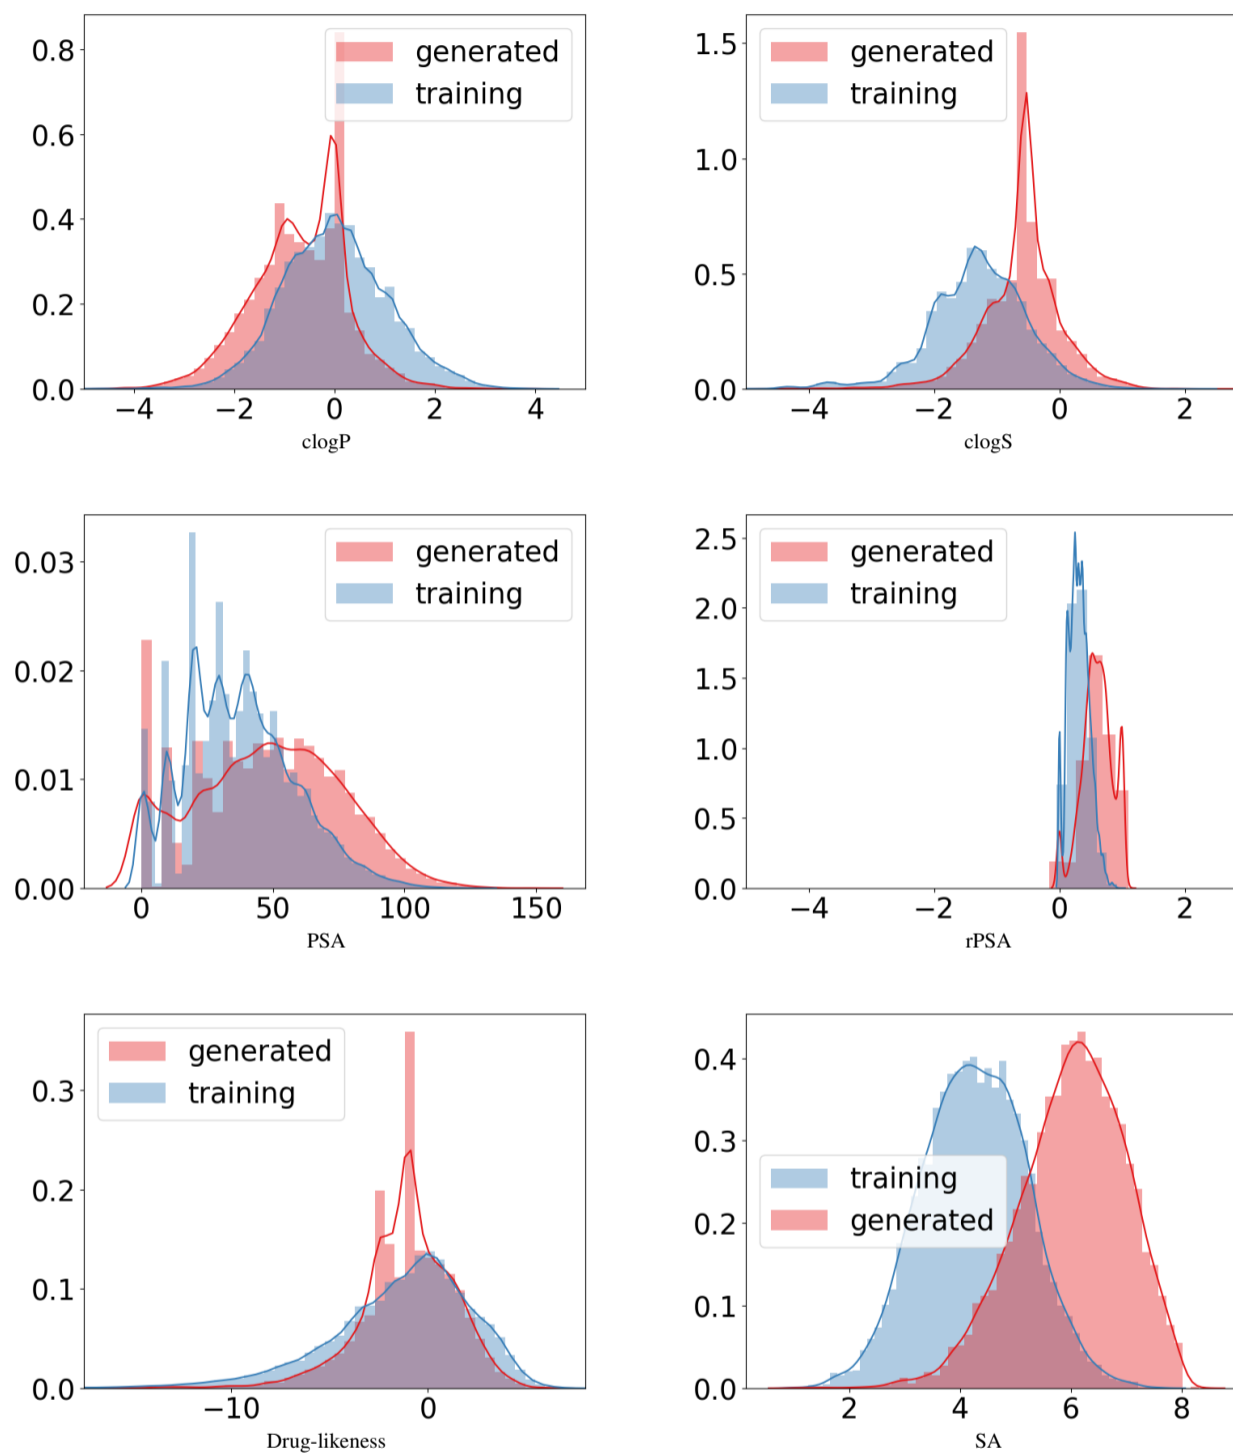 0.8
0.6
0.4
0.2
0.0
−4 −2 0 2 4
generated
training
clogP
1.5
1.0
0.5
0.0
−4 −2 0 2
generated
training
clogS
0.03
0.02
0.01
0.00
0 50 100 150
generated
training
PSA
2.5
2.0
1.5
1.0
0.5
0.0
−4 −2 0 2
generated
training
rPSA
0.3
0.2
0.1
0.0
−10 0
generated
training
Drug-likeness
0.4
0.3
0.2
0.1
0.0
2 4 6 8
training
generated
SA